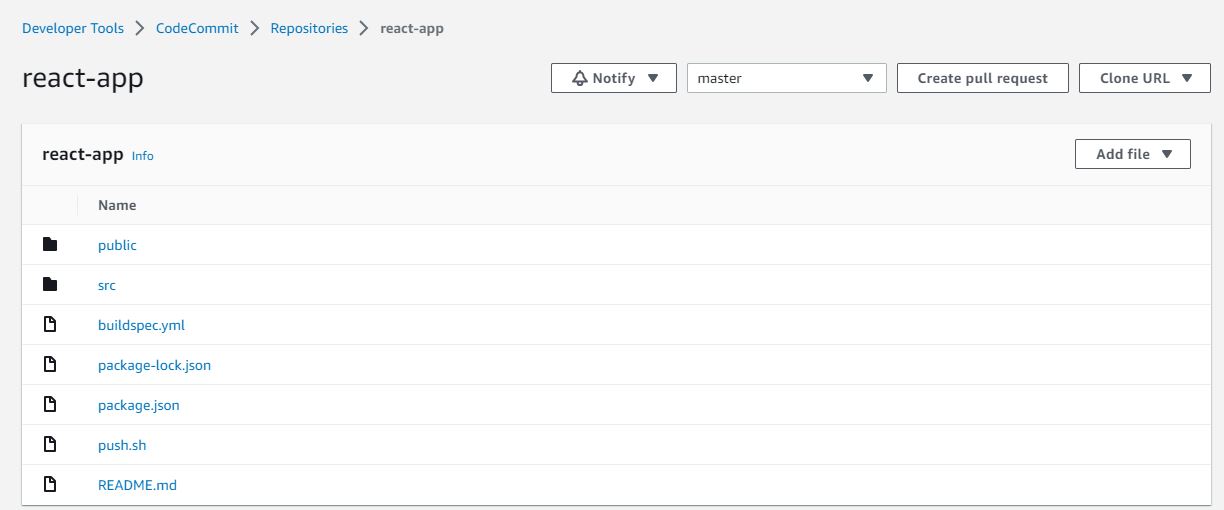 Developer Tools CodeCommit Repositories react-app
react-app Notify master Create pull request Clone URL
react-app Info Add file
Name
public
src
buildspec.yml
package-lock.json
package.json
push.sh
README.md